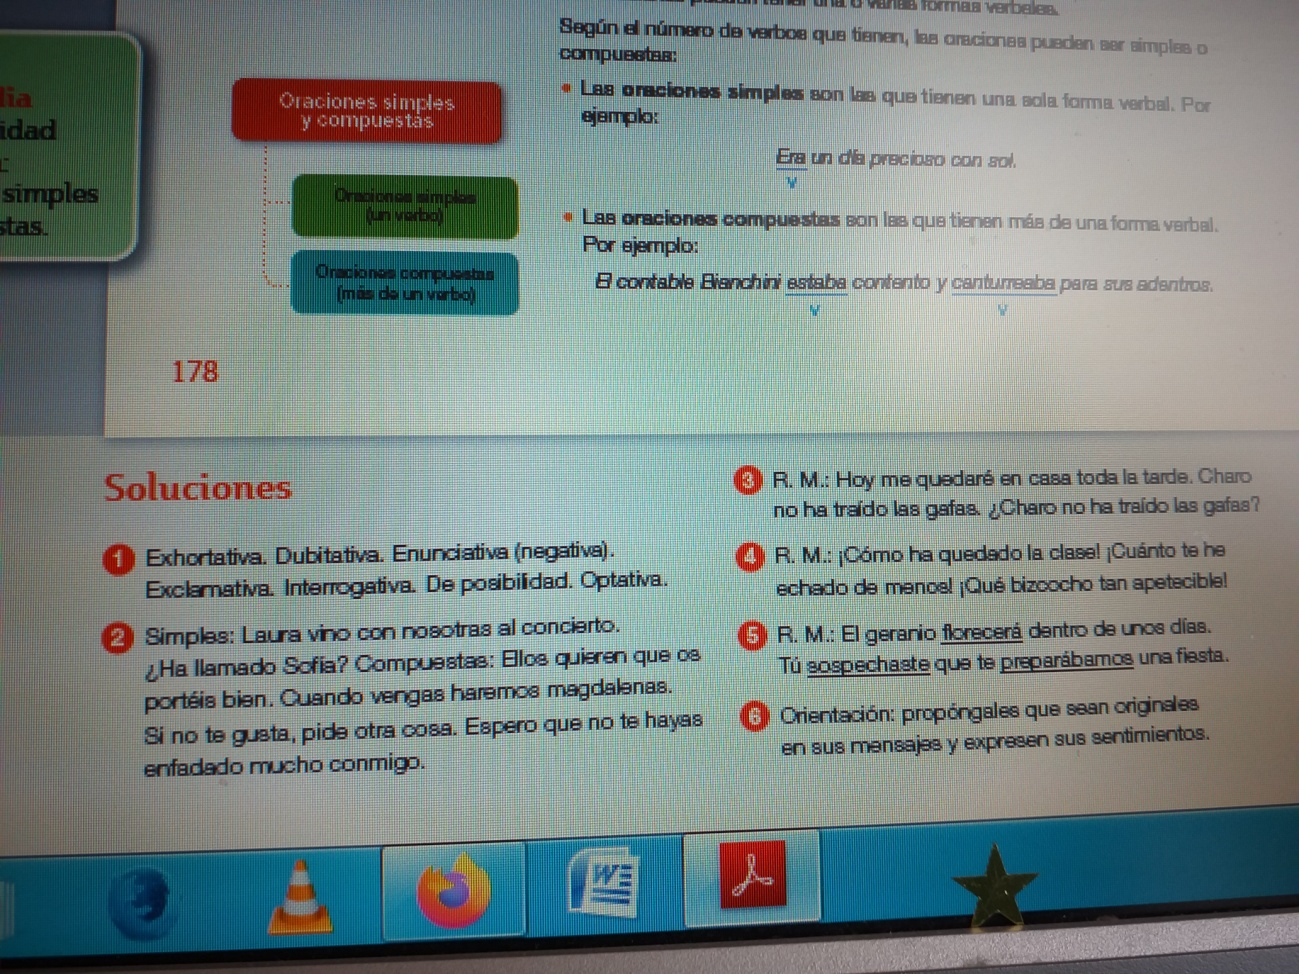 una o varias formas verbales.
Según el número de verbos que tienen, las oraciones pueden ser simples o
compuestas:
• Las oraciones simples son las que tienen una sola forma verbal. Por
ejemplo:
Era un día precioso con sol.
V
• Las oraciones compuestas son las que tienen más de una forma verbal.
Por ejemplo:
El contable Bianchini estaba contento y canturreaba para sus adentros.
V V
lia
idad
:
simples
stas.
Oraciones simples
y compuestas
Oraciones simples
(un verbo)
Oraciones compuestas
(más de un verbo)
178
Soluciones
1 Exhortativa. Dubitativa. Enunciativa (negativa).
Exclamativa. Interrogativa. De posibilidad. Optativa.
2 Simples: Laura vino con nosotras al concierto.
¿Ha llamado Sofía? Compuestas: Ellos quieren que os
portéis bien. Cuando vengas haremos magdalenas.
Si no te gusta, pide otra cosa. Espero que no te hayas
enfadado mucho conmigo.
3 R. M.: Hoy me quedaré en casa toda la tarde. Charo
no ha traído las gafas. ¿Charo no ha traído las gafas?
4 R. M.: ¡Cómo ha quedado la clase! ¡Cuánto te he
echado de menos! ¡Qué bizcocho tan apetecible!
5 R. M.: El geranio florecerá dentro de unos días.
Tú sospechaste que te preparábamos una fiesta.
6 Orientación: propóngales que sean originales
en sus mensajes y expresen sus sentimientos.
W